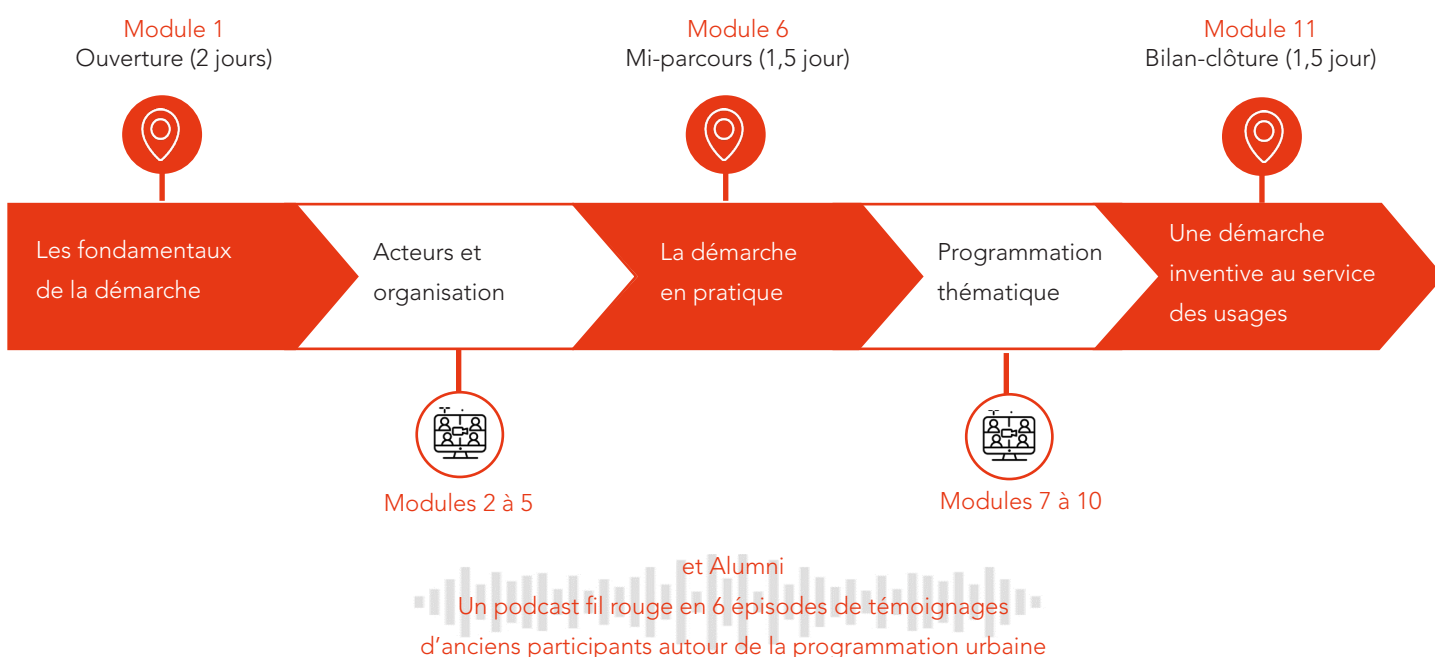 Module 1
Ouverture (2 jours)
Module 6
Mi-parcours (1,5 jour)
Module 11
Bilan-clôture (1,5 jour)
Les fondamentaux
de la démarche
Acteurs et
organisation
La démarche
en pratique
Programmation
thématique
Une démarche
inventive au service
des usages
Modules 2 à 5
Modules 7 à 10
et Alumni
Un podcast fil rouge en 6 épisodes de témoignages
d'anciens participants autour de la programmation urbaine